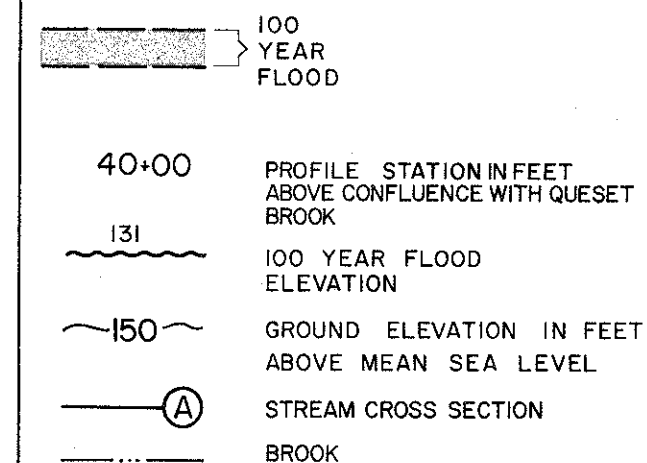 100
YEAR
FLOOD
40+00
PROFILE STATION IN FEET
ABOVE CONFLUENCE WITH QUESET
BROOK
131
100 YEAR FLOOD
ELEVATION
150
GROUND ELEVATION IN FEET
ABOVE MEAN SEA LEVEL
A
STREAM CROSS SECTION
BROOK